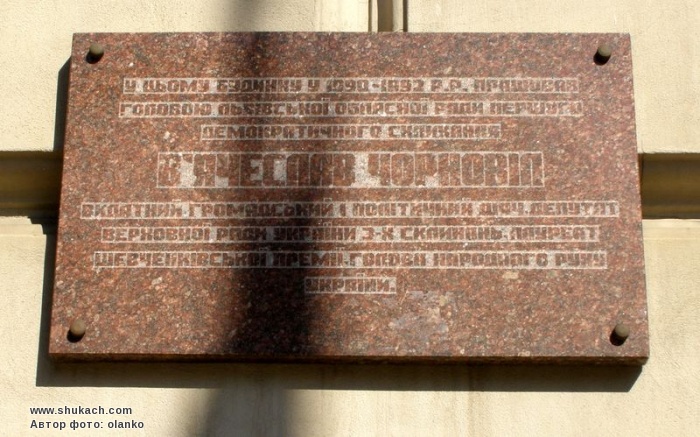 У ЦЬОМУ БУДИНКУ У 1990-1992 Р.Р. ПРАЦЮВАВ
ГОЛОВОЮ ЛЬВІВСЬКОЇ ОБЛАСНОЇ РАДИ ПЕРШОГО
ДЕМОКРАТИЧНОГО СКЛИКАННЯ
В'ЯЧЕСЛАВ ЧОРНОВІЛ
ВИДАТНИЙ ГРОМАДСЬКИЙ І ПОЛІТИЧНИЙ ДІЯЧ, ДЕПУТАТ
ВЕРХОВНОЇ РАДИ УКРАЇНИ 3-Х СКЛИКАНЬ, ЛАУРЕАТ
ШЕВЧЕНКІВСЬКОЇ ПРЕМІЇ, ГОЛОВА НАРОДНОГО РУХУ
УКРАЇНИ.
www.shukach.com
Автор фото: olanko